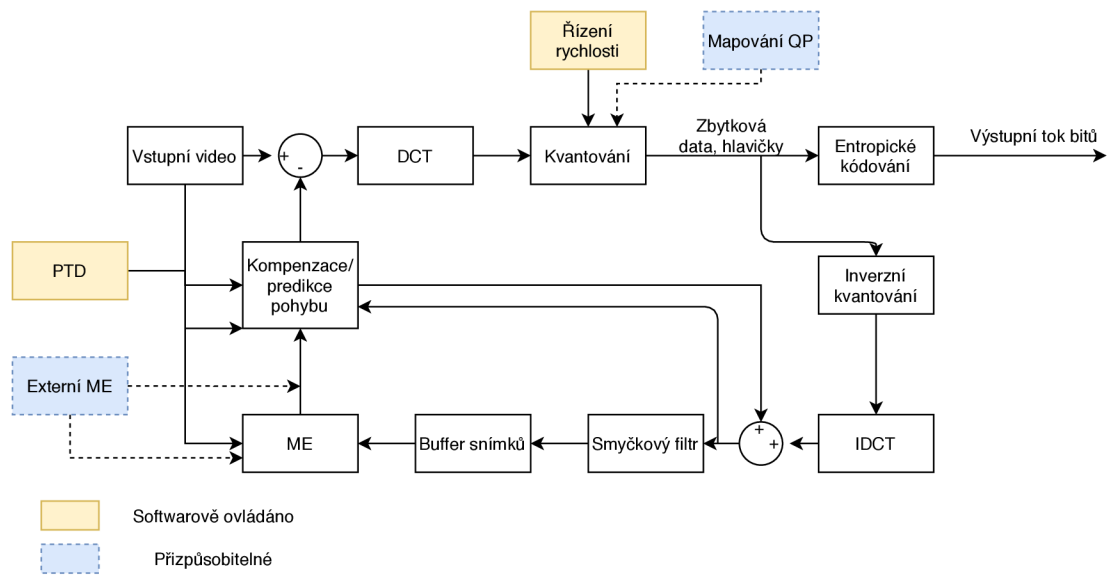 Řízení
rychlosti
Mapování QP
Vstupní video
+
-
DCT
Kvantování
Zbytková
data, hlavičky
Entropické
kódování
Výstupní tok bitů
PTD
Kompenzace/
predikce
pohybu
Inverzní
kvantování
Externí ME
ME
Buffer snímků
Smyčkový filtr
+
+
IDCT
Softwarově ovládáno
Přizpůsobitelné